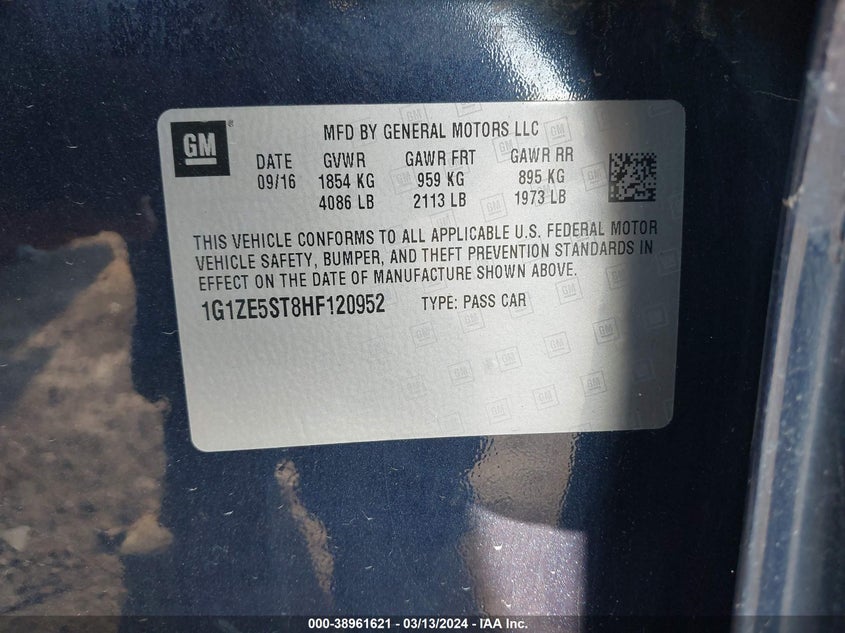 GM®
MFD BY GENERAL MOTORS LLC
DATE GVWR GAWR FRT GAWR RR
09/16 1854 KG 959 KG 895 KG
4086 LB 2113 LB 1973 LB
THIS VEHICLE CONFORMS TO ALL APPLICABLE U.S. FEDERAL MOTOR
VEHICLE SAFETY, BUMPER, AND THEFT PREVENTION STANDARDS IN
EFFECT ON THE DATE OF MANUFACTURE SHOWN ABOVE.
1G1ZE5ST8HF120952 TYPE: PASS CAR
000-38961621 - 03/13/2024 - IAA Inc.